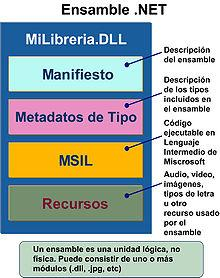 Ensamble .NET
MiLibreria.DLL
Manifiesto
Descripción
del ensamble
Metadatos de Tipo
Descripción
de los tipos
incluidos en el
ensamble
MSIL
Código
ejecutable en
Lenguaje
Intermedio de
Miscrosoft
Recursos
Audio, video,
imágenes,
tipos de letra
u otro
recurso usado
por el
ensamble
Un ensamble es una unidad lógica, no
física. Puede consistir de uno o más
módulos (.dll, .jpg, etc)